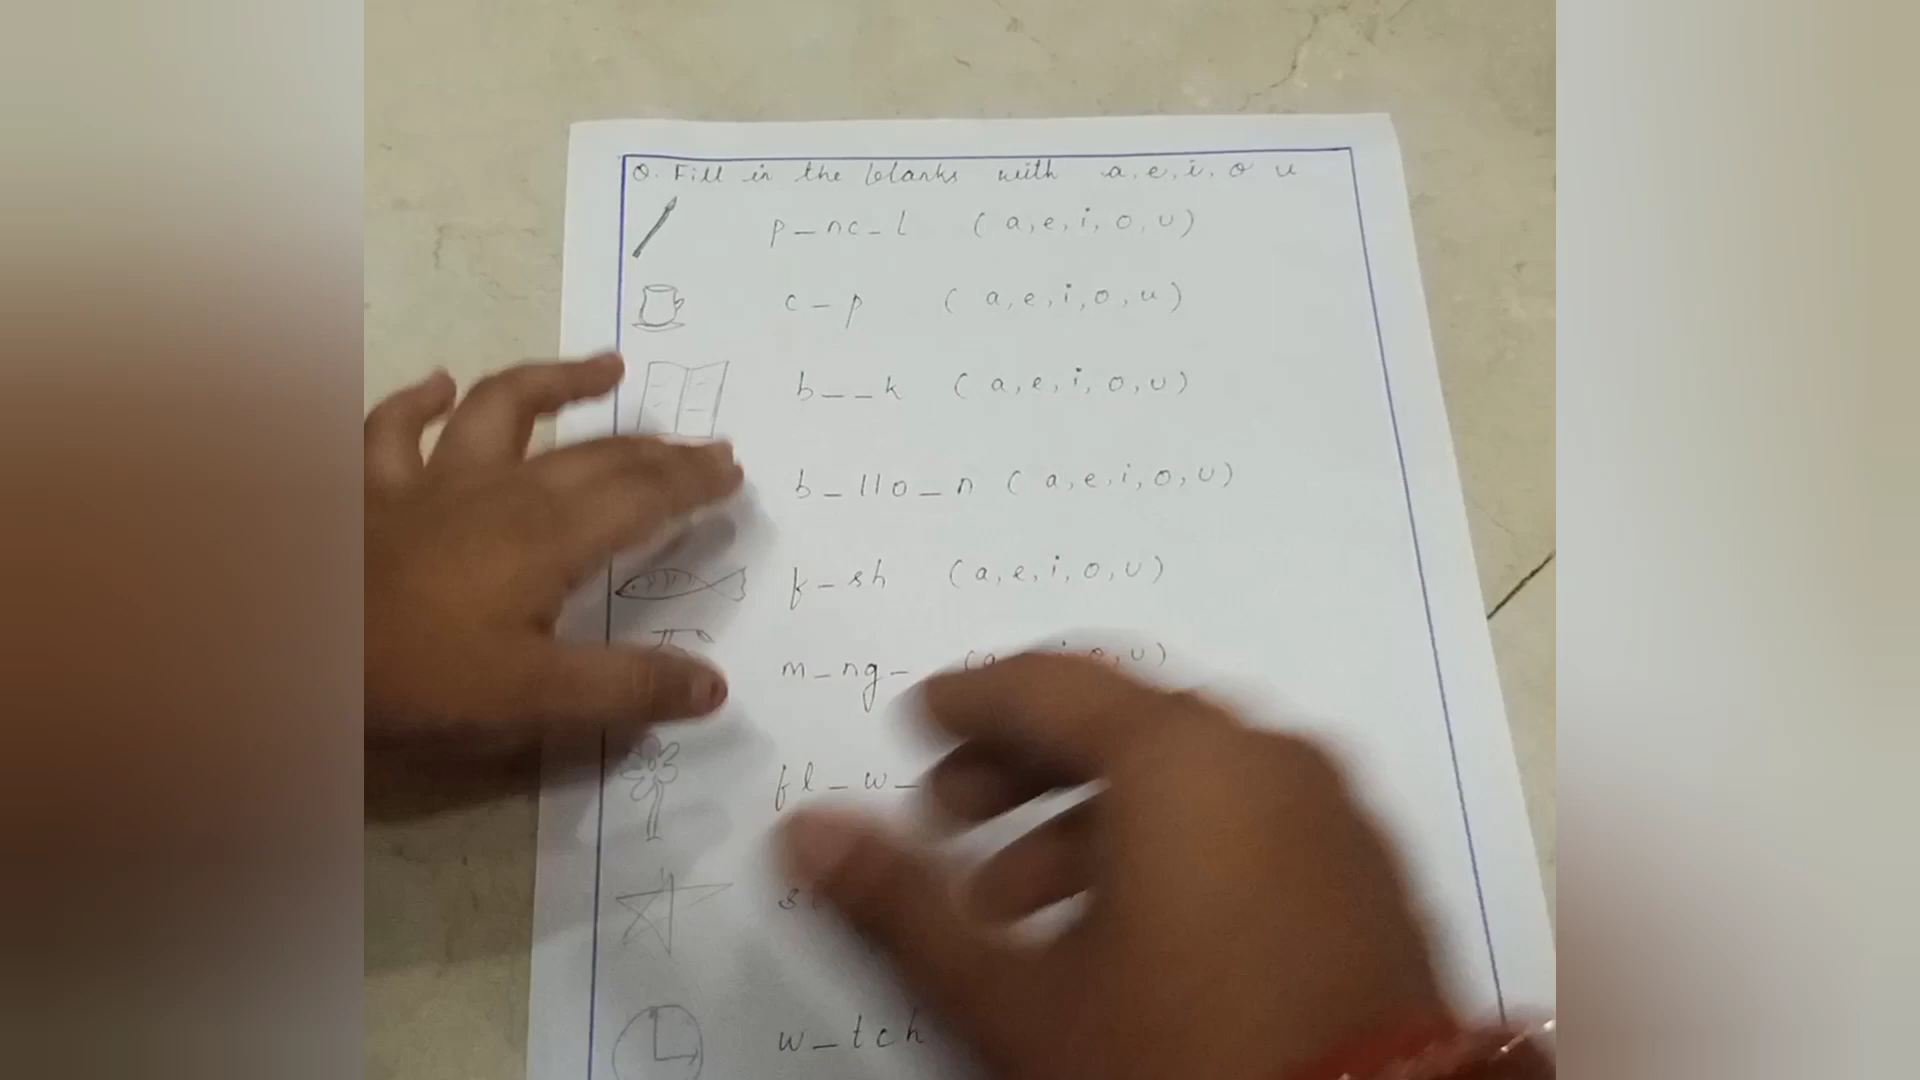 Q. Fill in the blanks with a, e, i, o u
p_nc_l (a,e,i,o,u)
c_p (a,e,i,o,u)
b__k (a,e,i,o,u)
b_llo_n (a,e,i,o,u)
f_sh (a,e,i,o,u)
m_ng_ (a, i,o,u)
fl_w_
w_tch